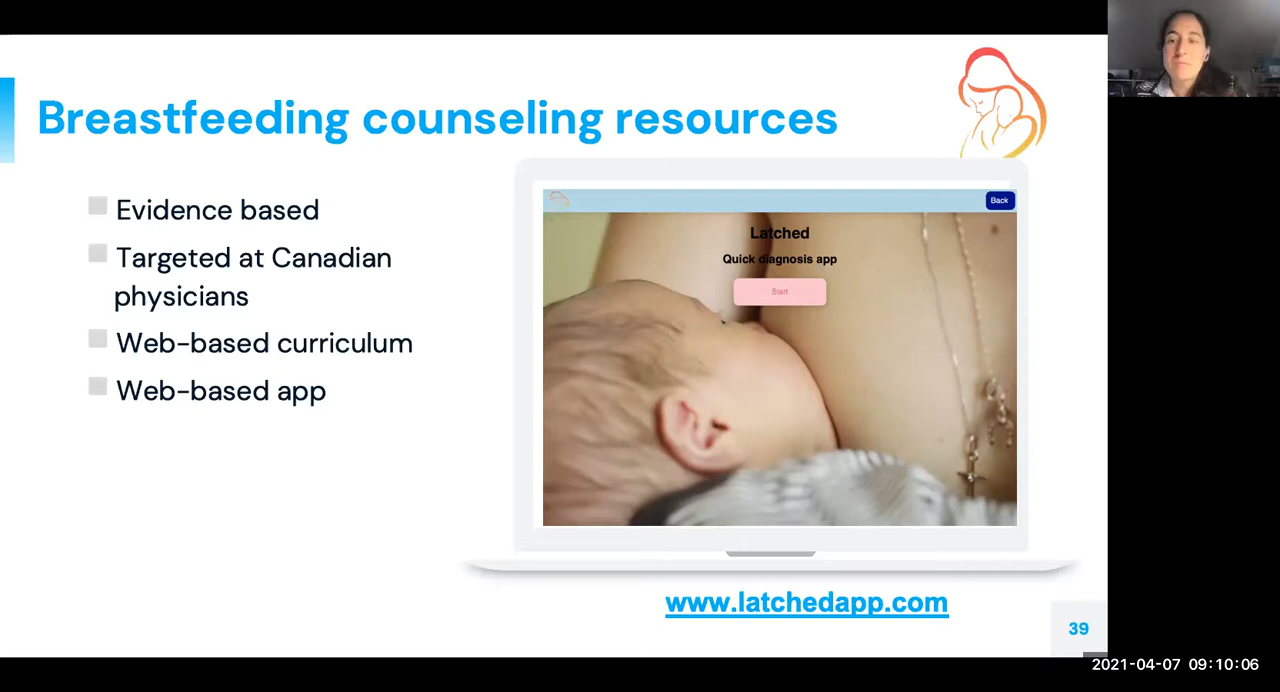 Breastfeeding counseling resources
Evidence based
Targeted at Canadian
physicians
Web-based curriculum
Web-based app
Back
Latched
Quick diagnosis app
Start
www.latchedapp.com
39
2021-04-07 09:10:06